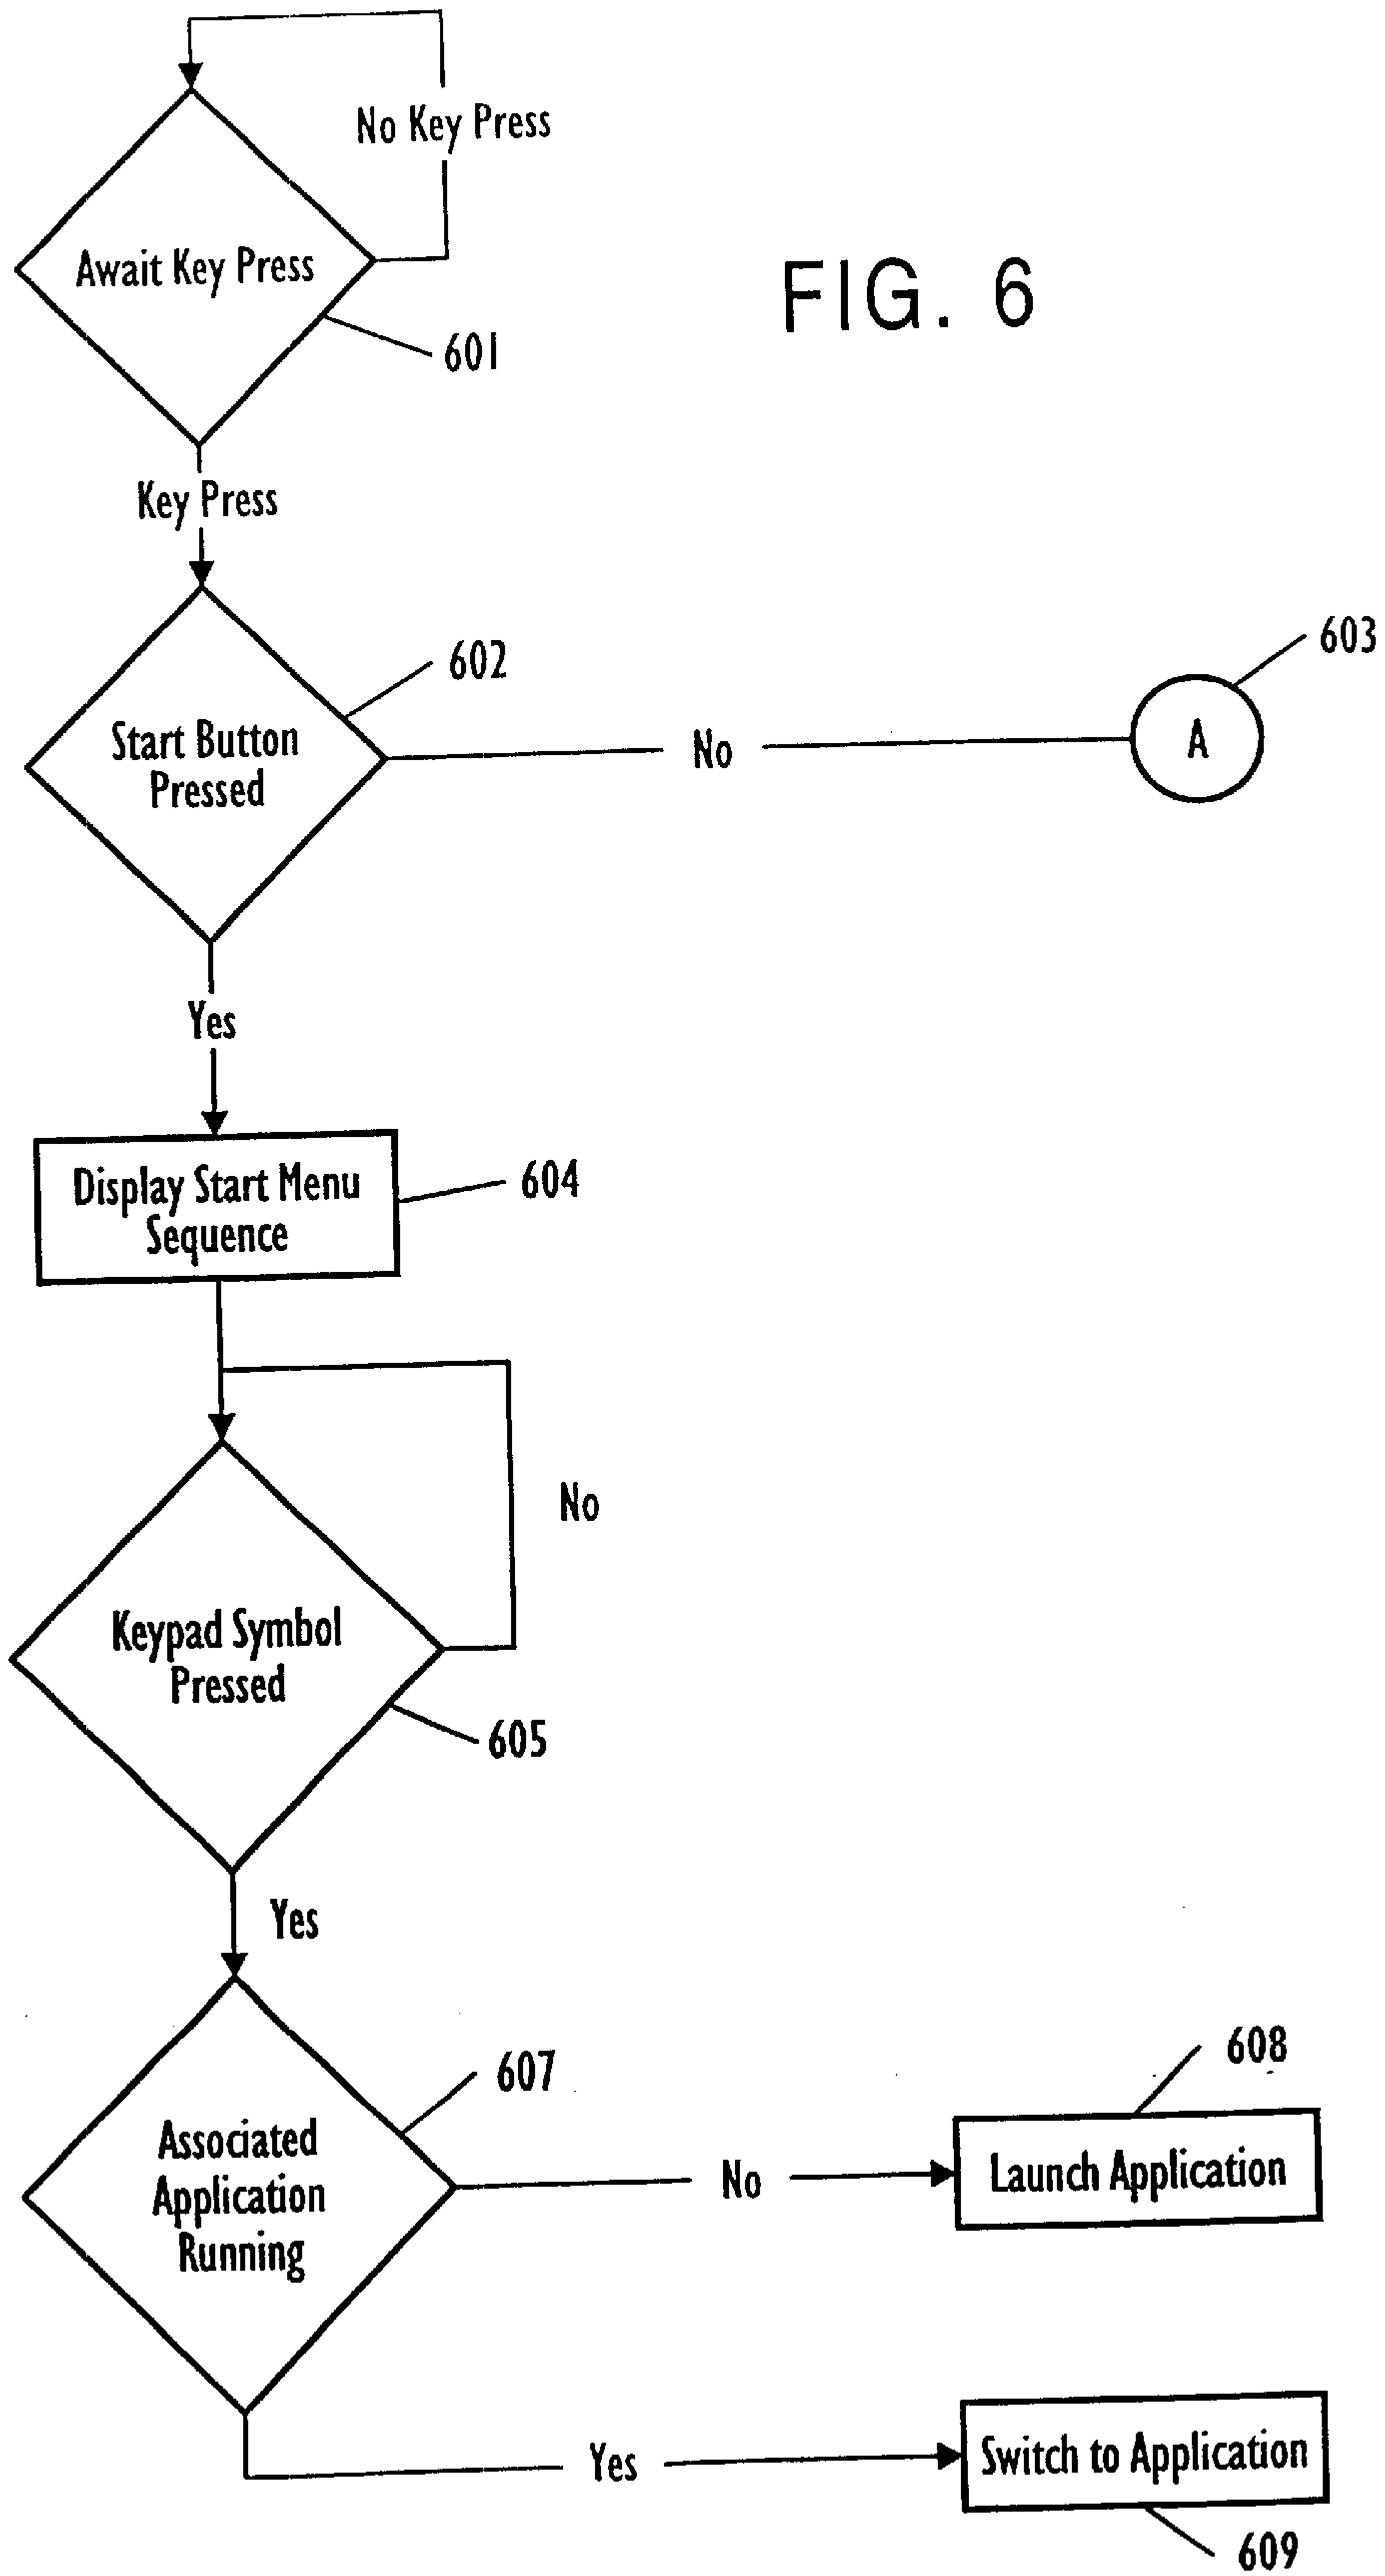 No Key Press
Await Key Press
FIG. 6
601
Key Press
602
603
Start Button
Pressed
No
A
Yes
Display Start Menu
Sequence
604
No
Keypad Symbol
Pressed
605
Yes
607
608
Associated
Application
Running
No
Launch Application
Yes
Switch to Application
609